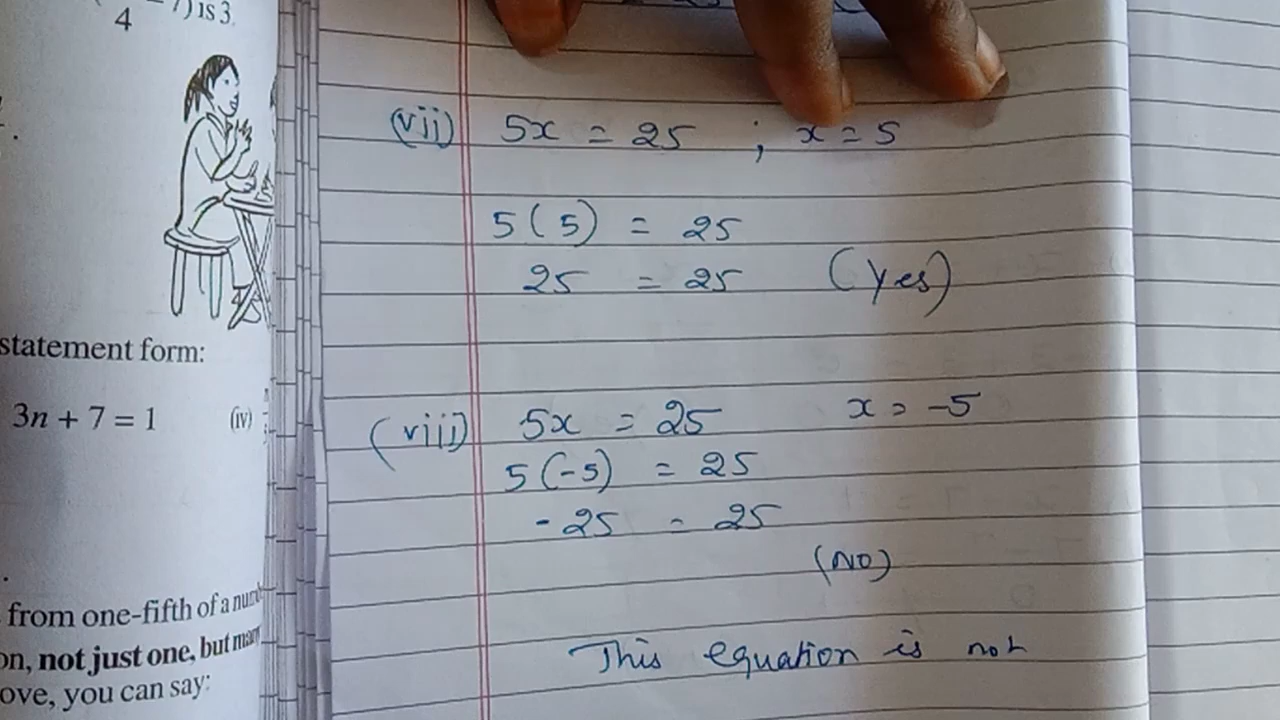 7) is 3.
4
statement form:
3n + 7 = 1 (iv)
from one-fifth of a
on, not just one, but many
ove, you can say:
(vii) 5x = 25 ; x = 5
5(5) = 25
25 = 25 (Yes)
(viii) 5x = 25 x = -5
5(-5) = 25
-25 = 25
(NO)
This equation is not